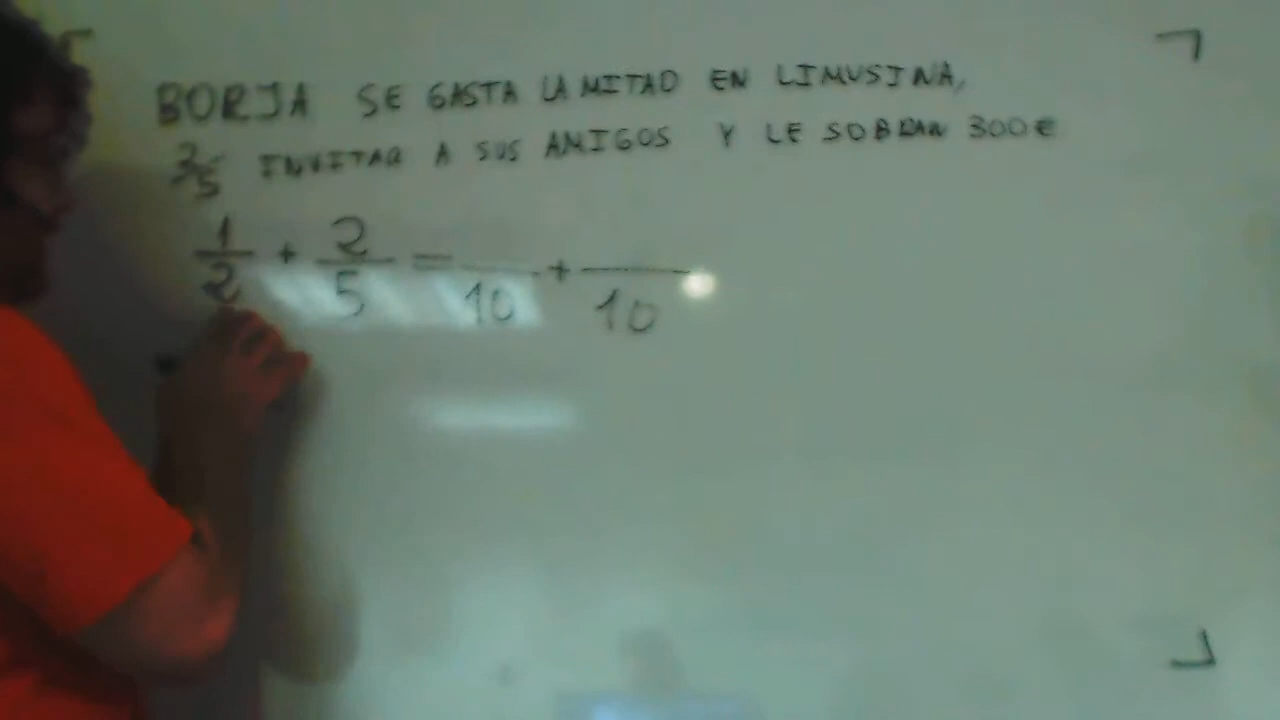 BORJA SE GASTA LA MITAD EN LIMUSINA,
2/5 INVITAR A SUS AMIGOS Y LE SOBRAN 300€
1/2 + 2/5 = /10 + /10